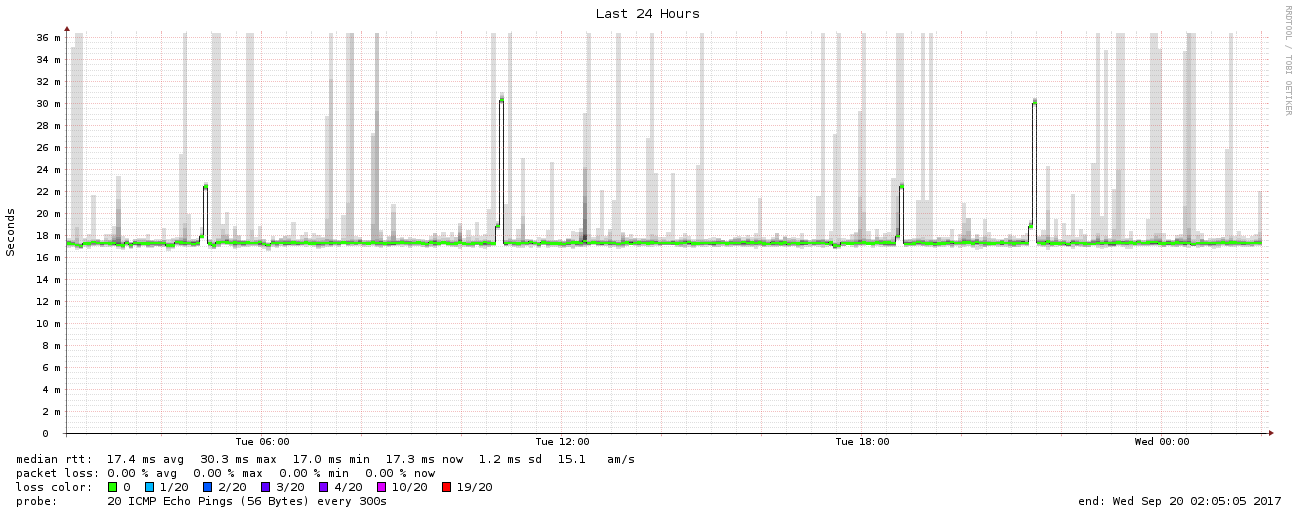 Last 24 Hours
RRDTOOL / TOBI OETIKER
Seconds
36 m
34 m
32 m
30 m
28 m
26 m
24 m
22 m
20 m
18 m
16 m
14 m
12 m
10 m
8 m
6 m
4 m
2 m
0
Tue 06:00 Tue 12:00 Tue 18:00 Wed 00:00
median rtt: 17.4 ms avg 30.3 ms max 17.0 ms min 17.3 ms now 1.2 ms sd 15.1 am/s
packet loss: 0.00 % avg 0.00 % max 0.00 % min 0.00 % now
loss color: 0 1/20 2/20 3/20 4/20 10/20 19/20
probe: 20 ICMP Echo Pings (56 Bytes) every 300s end: Wed Sep 20 02:05:05 2017